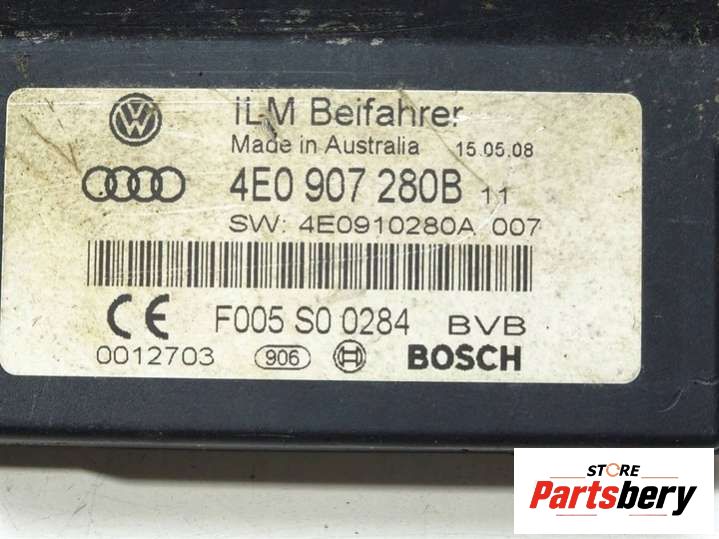 ILM Beifahrer
Made in Australia 15.05.08
4E0 907 280B 11
SW: 4E0910280A 007
CE F005 S0 0284 BVB
0012703 906 BOSCH
STORE
Partsbery